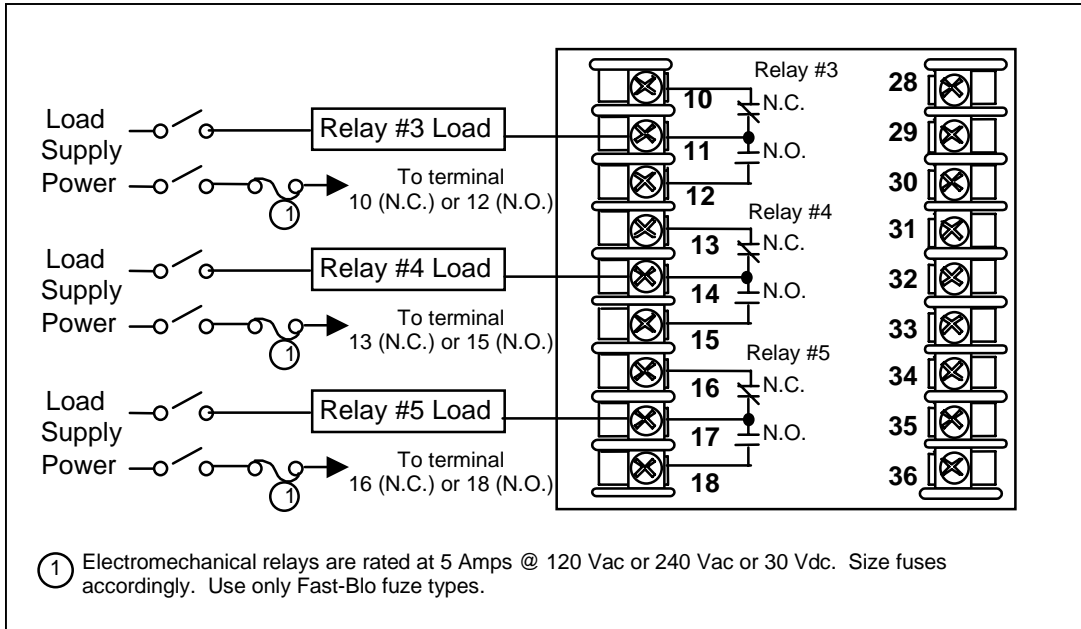 Load
Supply
Power
Relay #3 Load
1
To terminal
10 (N.C.) or 12 (N.O.)
Load
Supply
Power
Relay #4 Load
1
To terminal
13 (N.C.) or 15 (N.O.)
Load
Supply
Power
Relay #5 Load
1
To terminal
16 (N.C.) or 18 (N.O.)
Relay #3
10
N.C.
11
N.O.
12
Relay #4
13
N.C.
14
N.O.
15
Relay #5
16
N.C.
17
N.O.
18
28
29
30
31
32
33
34
35
36
1 Electromechanical relays are rated at 5 Amps @ 120 Vac or 240 Vac or 30 Vdc. Size fuses
accordingly. Use only Fast-Blo fuze types.